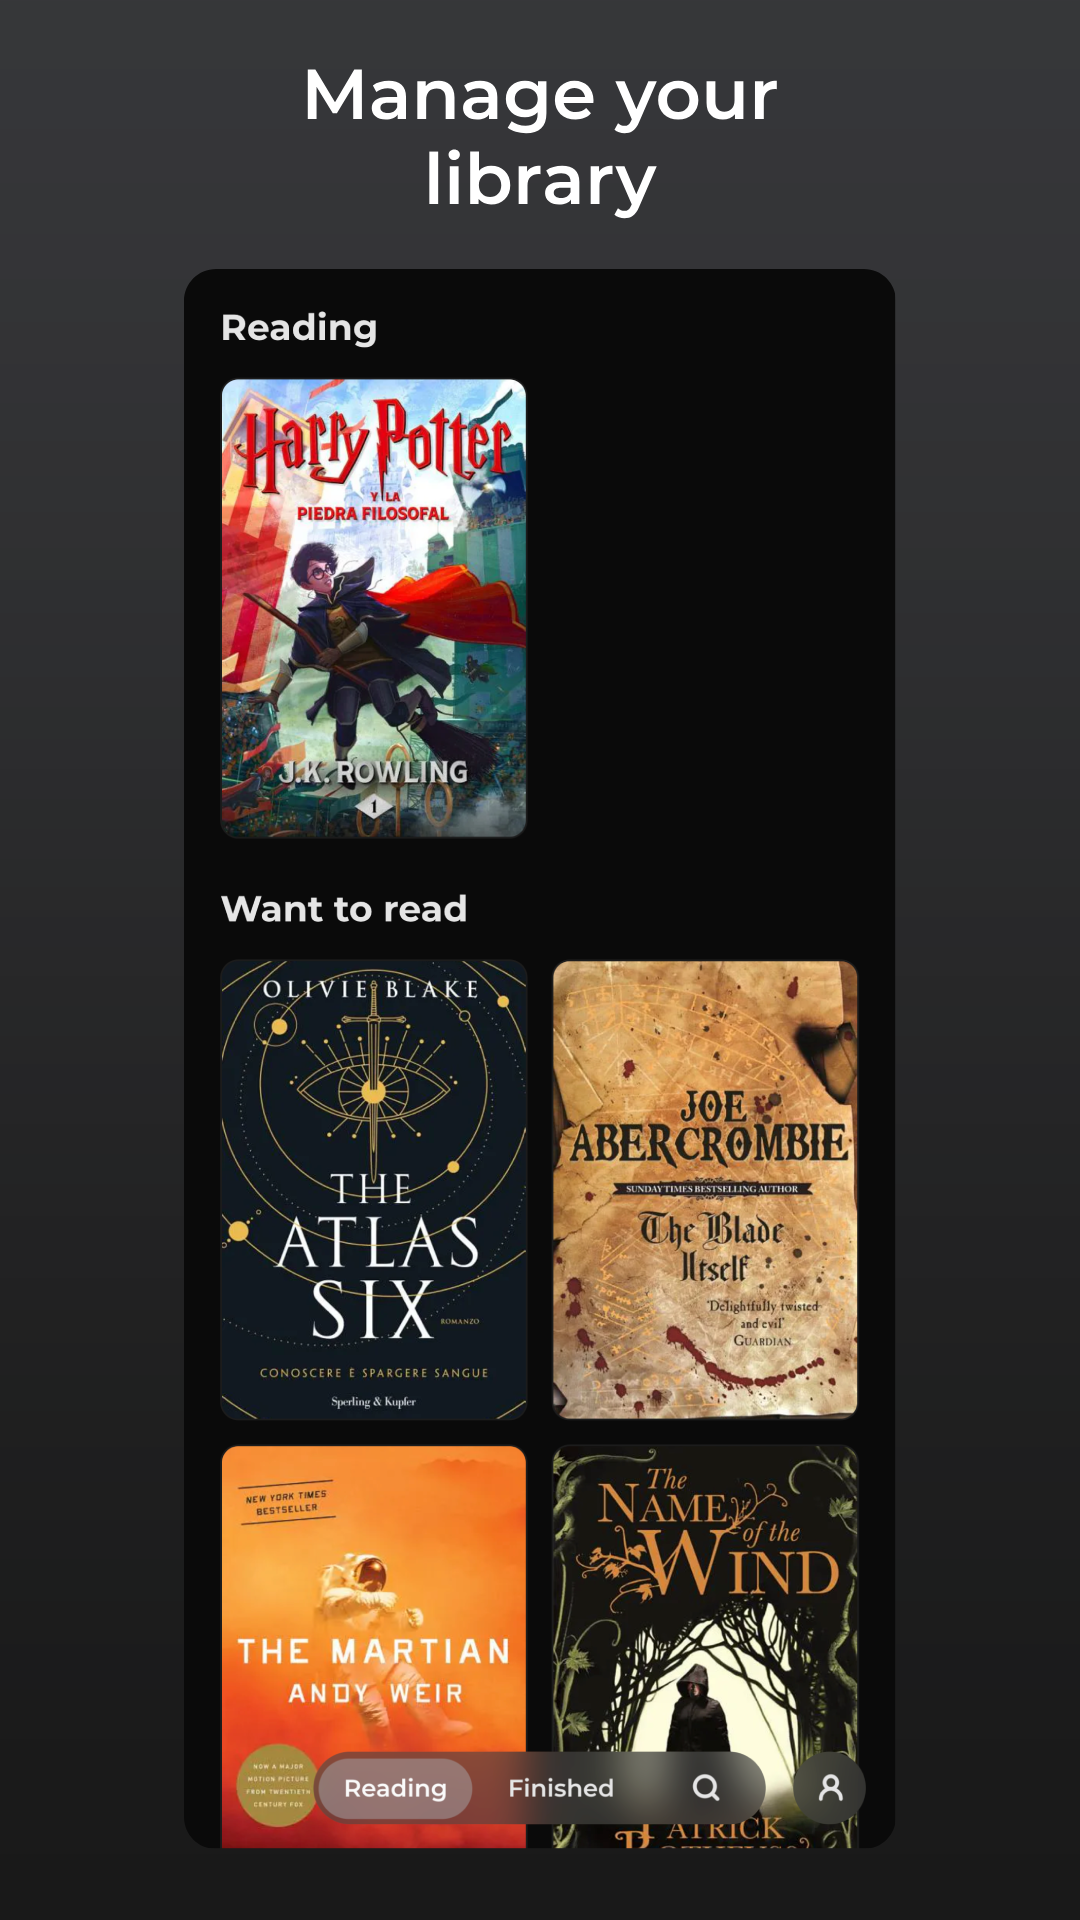 Manage your
library
Reading
Harry Potter
Y LA
PIEDRA FILOSOFAL
J.K. ROWLING
1
Want to read
OLIVIE BLAKE
THE
ATLAS
SIX
ROMANZO
CONOSCERE È SPARGERE SANGUE
Sperling & Kupfer
JOE
ABERCROMBIE
SUNDAY TIMES BESTSELLING AUTHOR
The Blade
Itself
'Delightfully twisted
and evil'
GUARDIAN
NEW YORK TIMES
BESTSELLER
THE MARTIAN
ANDY WEIR
NOW A MAJOR
MOTION PICTURE
FROM TWENTIETH
CENTURY FOX
The
NAME
of the
WIND
PATRICK
Reading
Finished